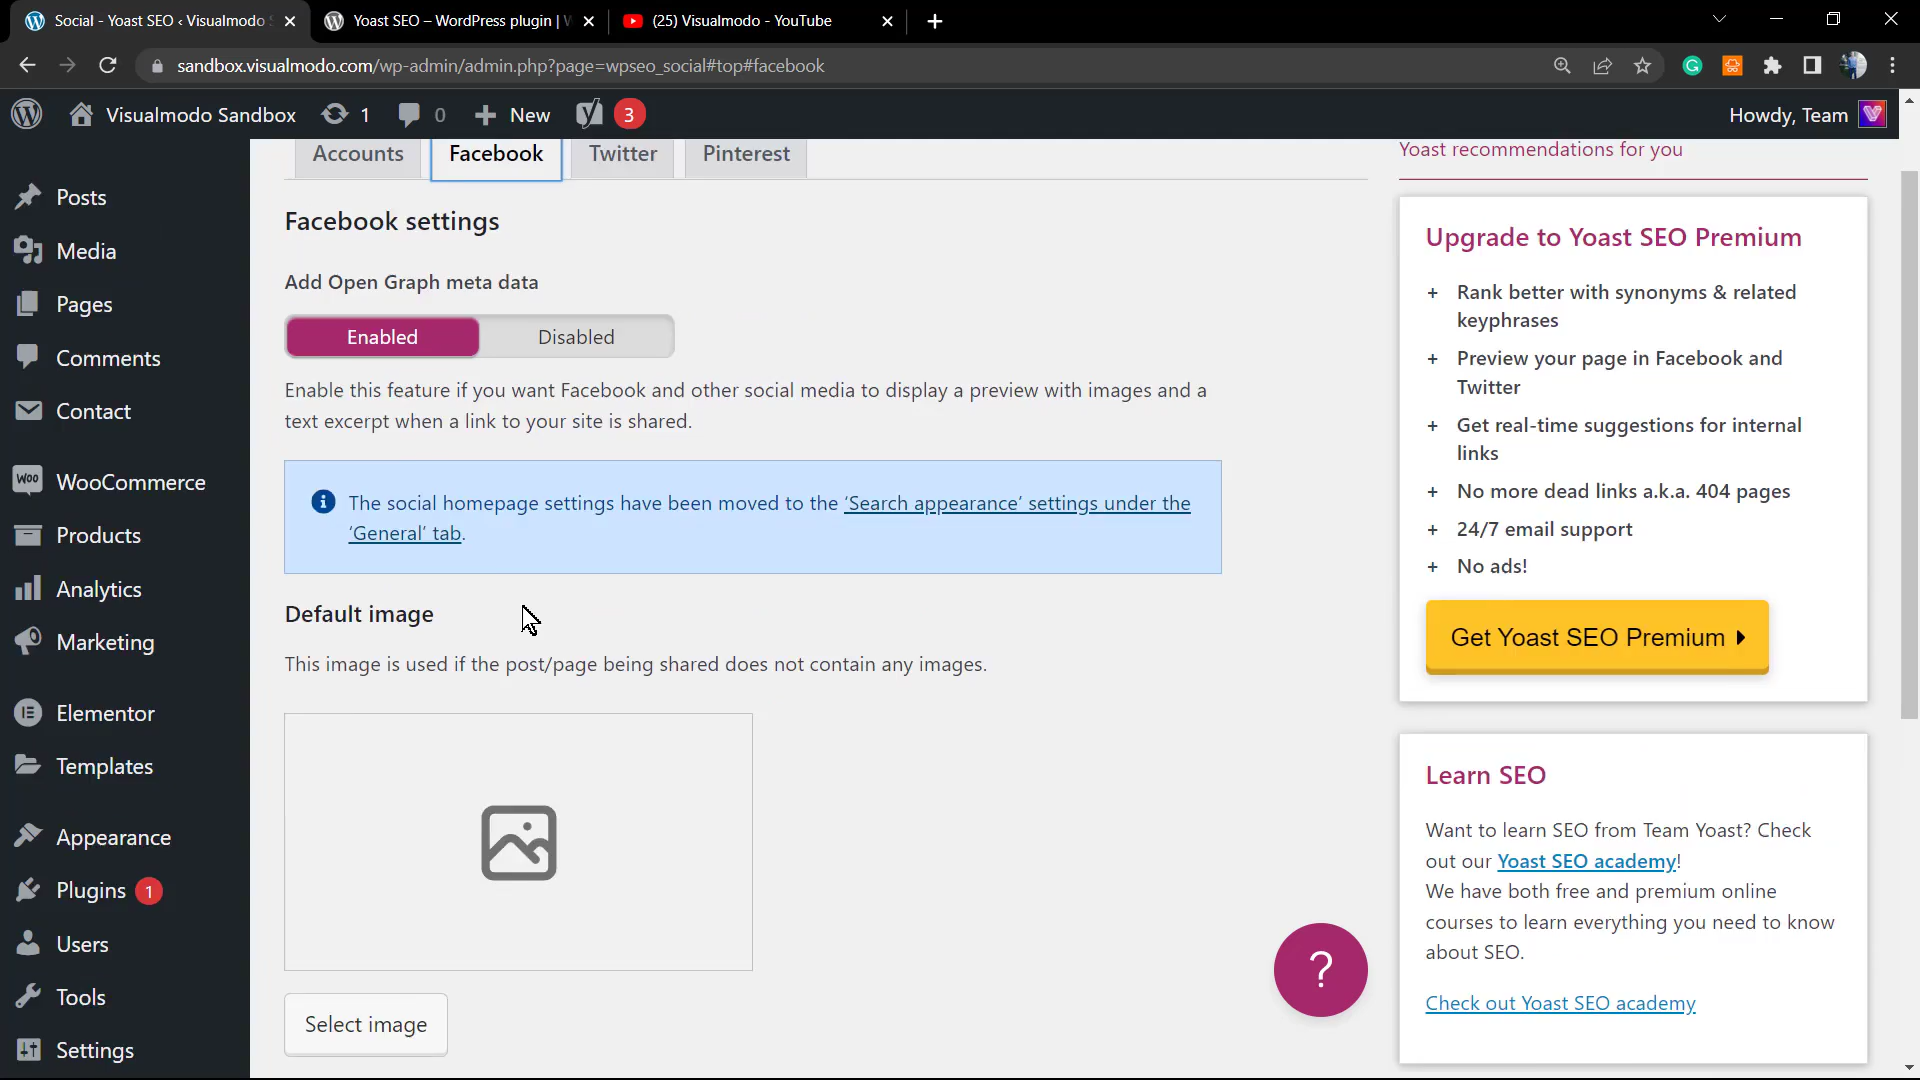 Social - Yoast SEO ‹ Visualmodo
Yoast SEO – WordPress plugin |
(25) Visualmodo - YouTube
sandbox.visualmodo.com/wp-admin/admin.php?page=wpseo_social#top#facebook
Visualmodo Sandbox
1
0
New
3
Howdy, Team
Posts
Media
Pages
Comments
Contact
WOO
WooCommerce
Products
Analytics
Marketing
Elementor
Templates
Appearance
Plugins 1
Users
Tools
Settings
Accounts
Facebook
Twitter
Pinterest
Facebook settings
Add Open Graph meta data
Enabled
Disabled
Enable this feature if you want Facebook and other social media to display a preview with images and a
text excerpt when a link to your site is shared.
The social homepage settings have been moved to the ‘Search appearance’ settings under the
‘General’ tab.
Default image
This image is used if the post/page being shared does not contain any images.
Select image
?
Yoast recommendations for you
Upgrade to Yoast SEO Premium
+ Rank better with synonyms & related
keyphrases
+ Preview your page in Facebook and
Twitter
+ Get real-time suggestions for internal
links
+ No more dead links a.k.a. 404 pages
+ 24/7 email support
+ No ads!
Get Yoast SEO Premium
Learn SEO
Want to learn SEO from Team Yoast? Check
out our Yoast SEO academy!
We have both free and premium online
courses to learn everything you need to know
about SEO.
Check out Yoast SEO academy